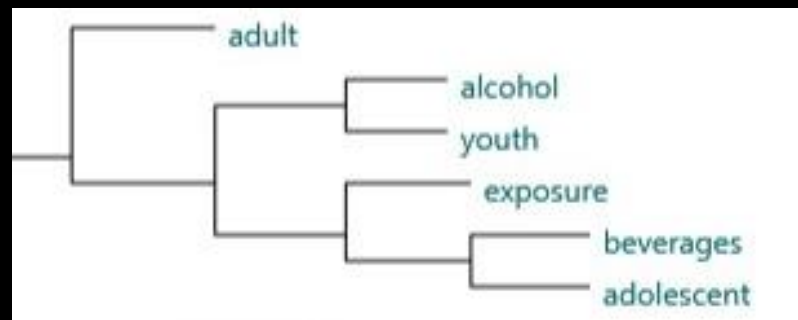 adult
alcohol
youth
exposure
beverages
adolescent